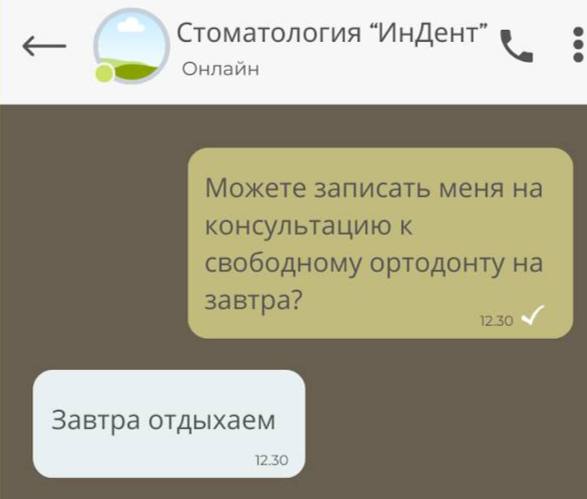 Стоматология “ИнДент”
Онлайн
Можете записать меня на
консультацию к
свободному ортодонту на
завтра?
12.30
Завтра отдыхаем
12.30